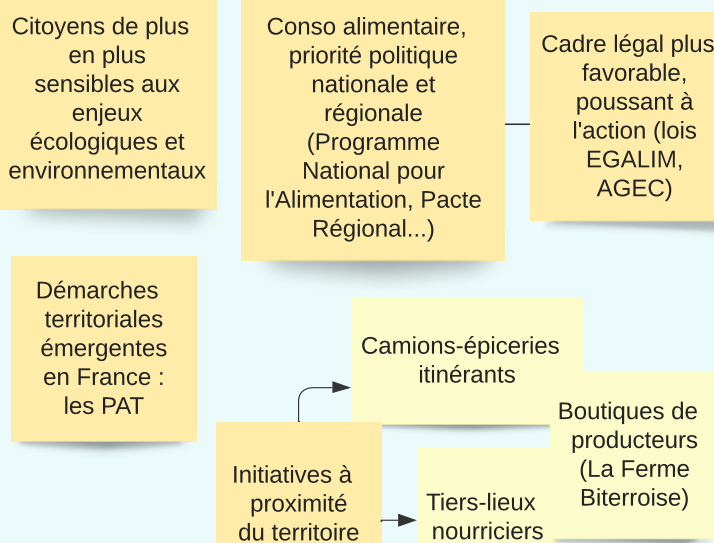 Citoyens de plus
en plus
sensibles aux
enjeux
écologiques et
environnementaux
Conso alimentaire,
priorité politique
nationale et
régionale
(Programme
National pour
l'Alimentation, Pacte
Régional...)
Cadre légal plus
favorable,
poussant à
l'action (lois
EGALIM,
AGEC)
Démarches
territoriales
émergentes
en France :
les PAT
Camions-épiceries
itinérants
Boutiques de
producteurs
(La Ferme
Biterroise)
Initiatives à
proximité
du territoire
Tiers-lieux
nourriciers